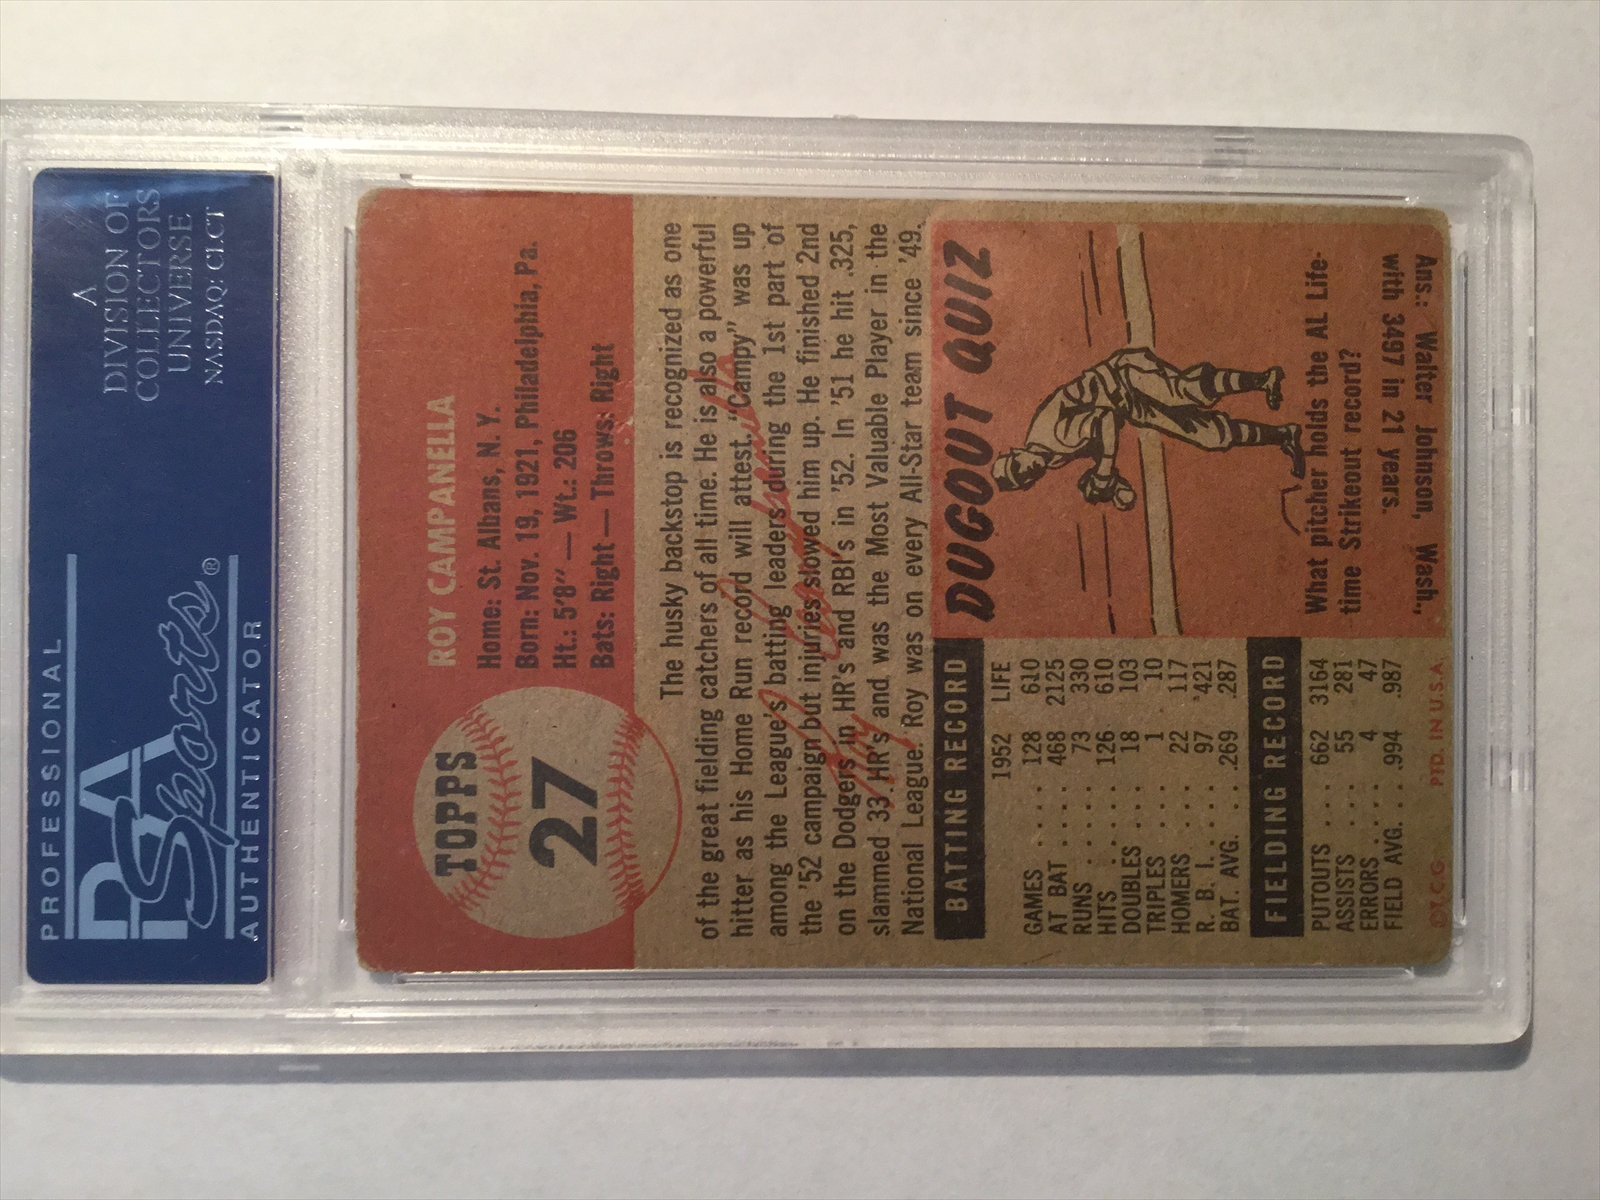 PROFESSIONAL
PSA
Sports®
AUTHENTICATOR
A
DIVISION OF
COLLECTORS
UNIVERSE
NASDAQ: CLCT
TOPPS
27
ROY CAMPANELLA
Home: St. Albans, N. Y.
Born: Nov. 19, 1921, Philadelphia, Pa.
Ht.: 5'8" — Wt.: 206
Bats: Right — Throws: Right
The husky backstop is recognized as one
of the great fielding catchers of all time. He is also a powerful
hitter as his Home Run record will attest. "Campy" was up
among the League's batting leaders during the 1st part of
the '52 campaign but injuries slowed him up. He finished 2nd
on the Dodgers in HR's and RBI's in '52. In '51 he hit .325,
slammed 33 HR's and was the Most Valuable Player in the
National League. Roy was on every All-Star team since '49.
Roy Campanella
BATTING RECORD
1952 LIFE
GAMES .... 128 610
AT BAT .... 468 2125
RUNS .... 73 330
HITS .... 126 610
DOUBLES .. 18 103
TRIPLES ... 1 10
HOMERS ... 22 117
R. B. I. .... 97 *421
BAT. AVG. . .269 .287
FIELDING RECORD
PUTOUTS ... 662 3164
ASSISTS ... 55 281
ERRORS ... 4 47
FIELD AVG... .994 .987
©T.C.G. PTD. IN U.S.A.
DUGOUT QUIZ
What pitcher holds the AL Life-
time Strikeout record?
Ans.: Walter Johnson, Wash.,
with 3497 in 21 years.